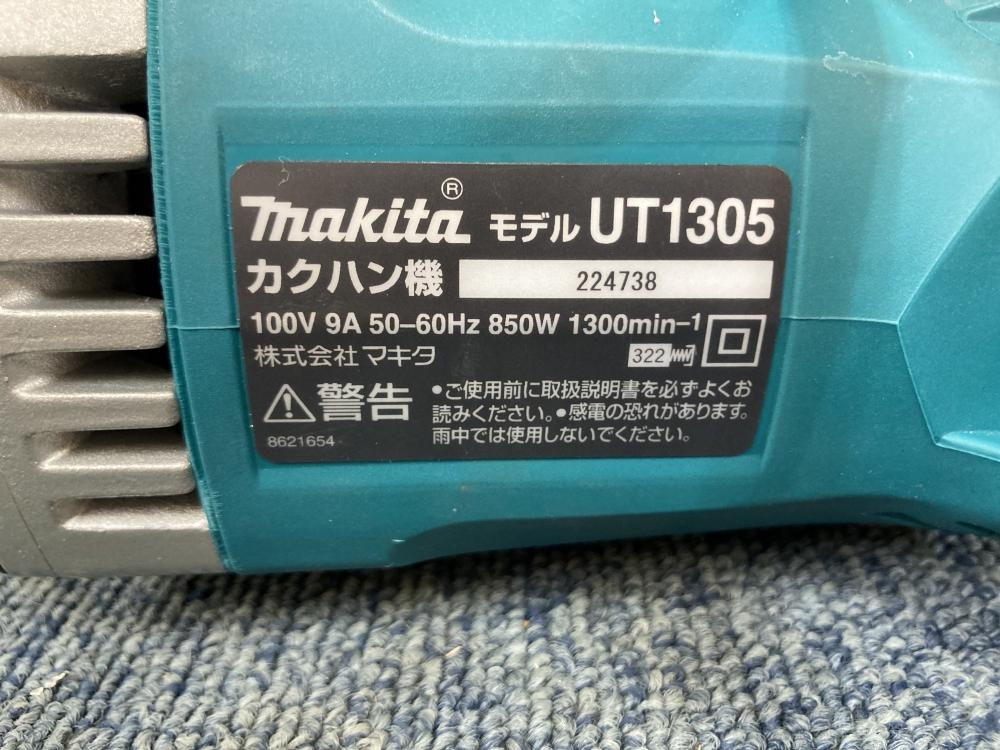 makita® モデル UT1305
カクハン機 224738
100V 9A 50–60Hz 850W 1300min-1
株式会社 マキタ 322
警告 •ご使用前に取扱説明書を必ずよくお
読みください。•感電の恐れがあります。
8621654 雨中では使用しないでください。